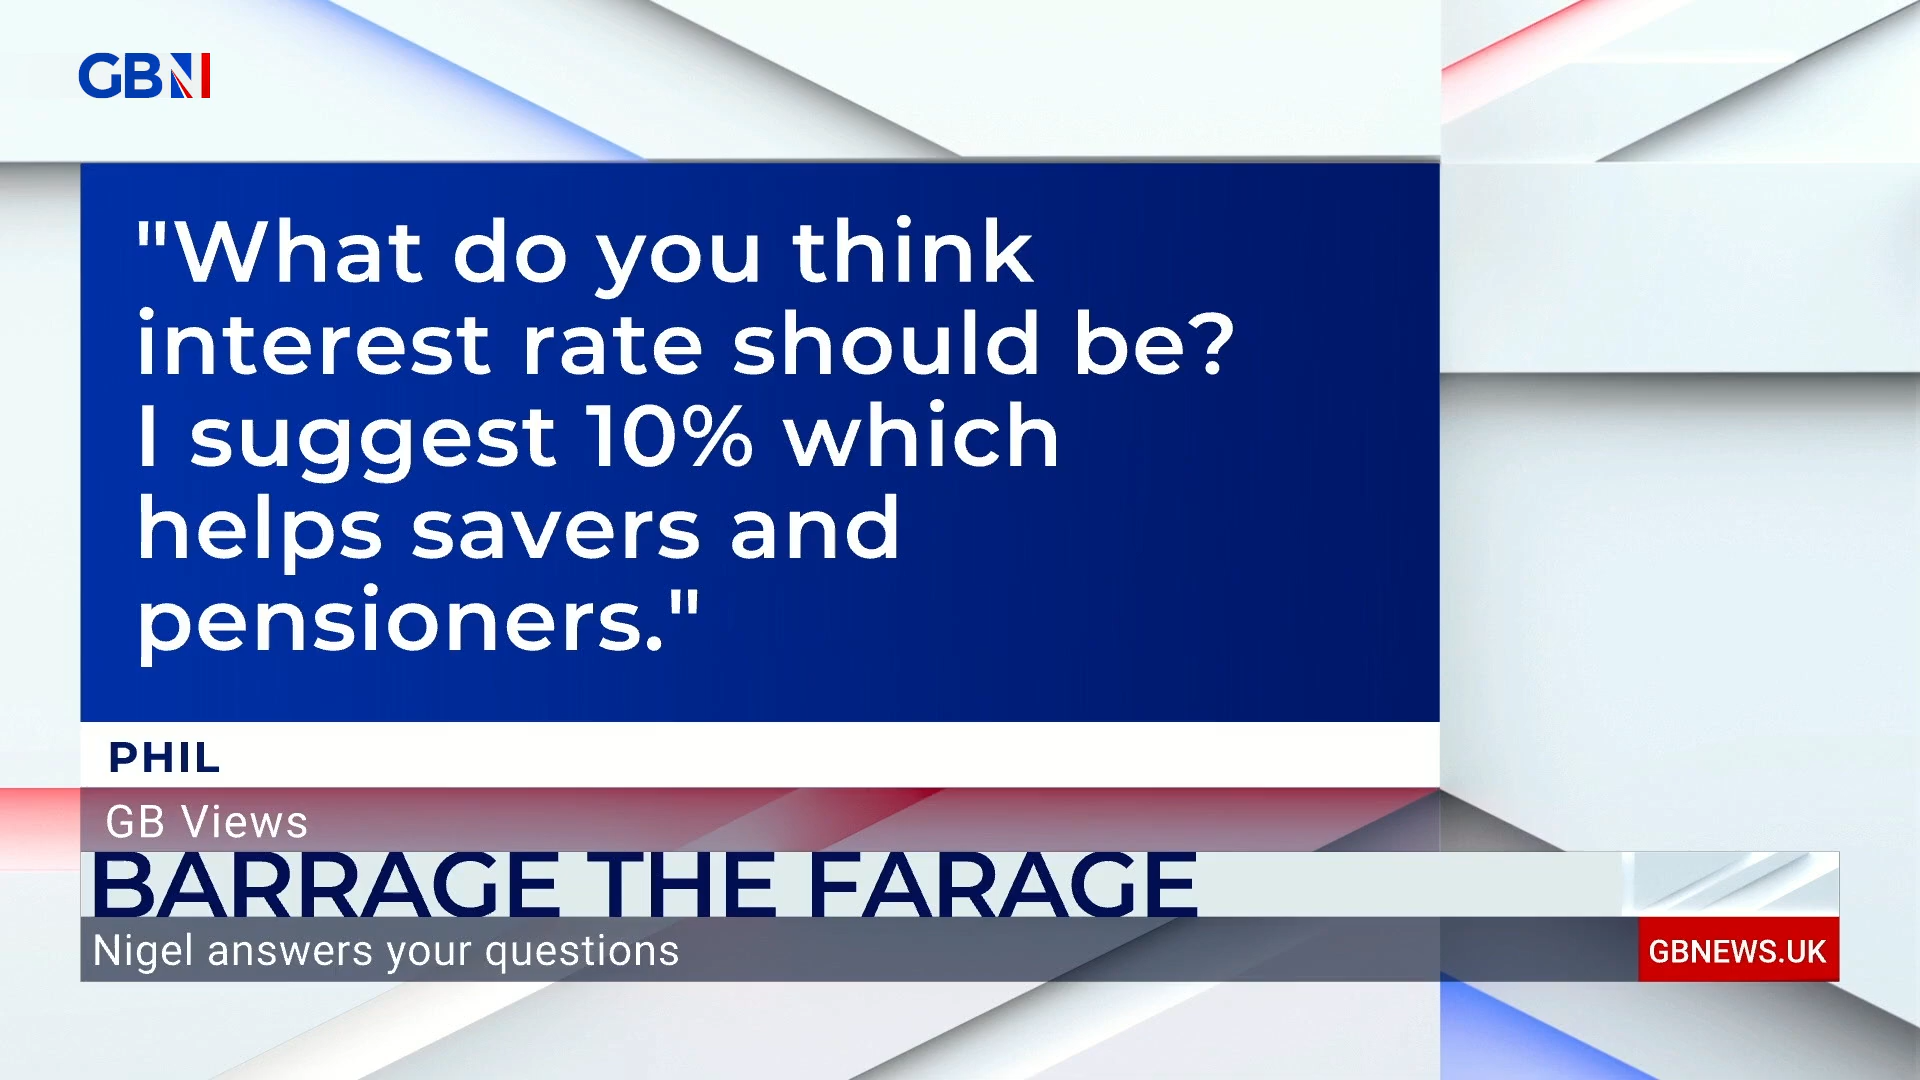 GBN
"What do you think
interest rate should be?
I suggest 10% which
helps savers and
pensioners."
PHIL
GB Views
BARRAGE THE FARAGE
Nigel answers your questions
GBNEWS.UK